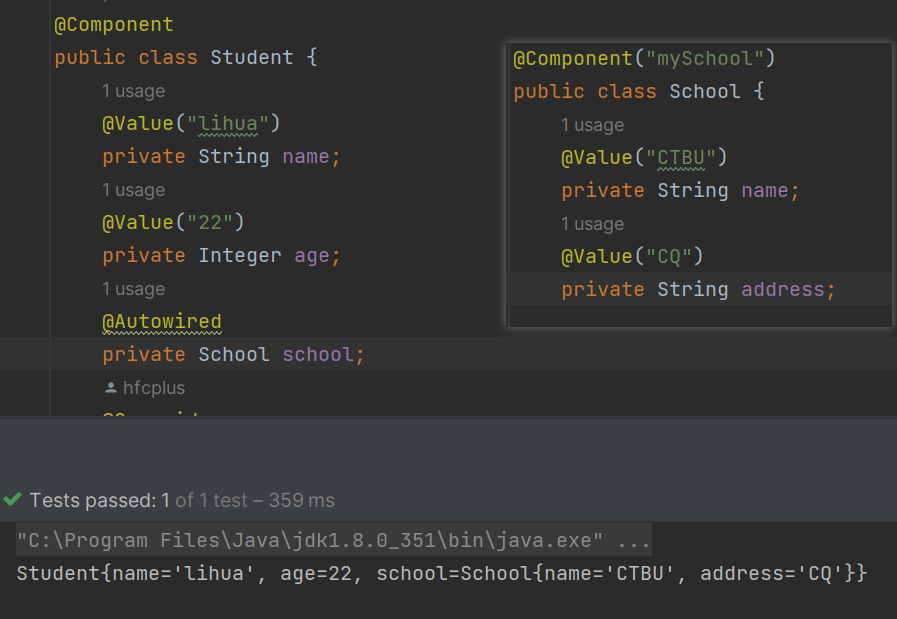 @Component
public class Student {
1 usage
@Value("lihua")
private String name;
1 usage
@Value("22")
private Integer age;
1 usage
@Autowired
private School school;
hfcplus
@Component("mySchool")
public class School {
1 usage
@Value("CTBU")
private String name;
1 usage
@Value("CQ")
private String address;
Tests passed: 1 of 1 test – 359 ms
"C:\Program Files\Java\jdk1.8.0_351\bin\java.exe" ...
Student{name='lihua', age=22, school=School{name='CTBU', address='CQ'}}